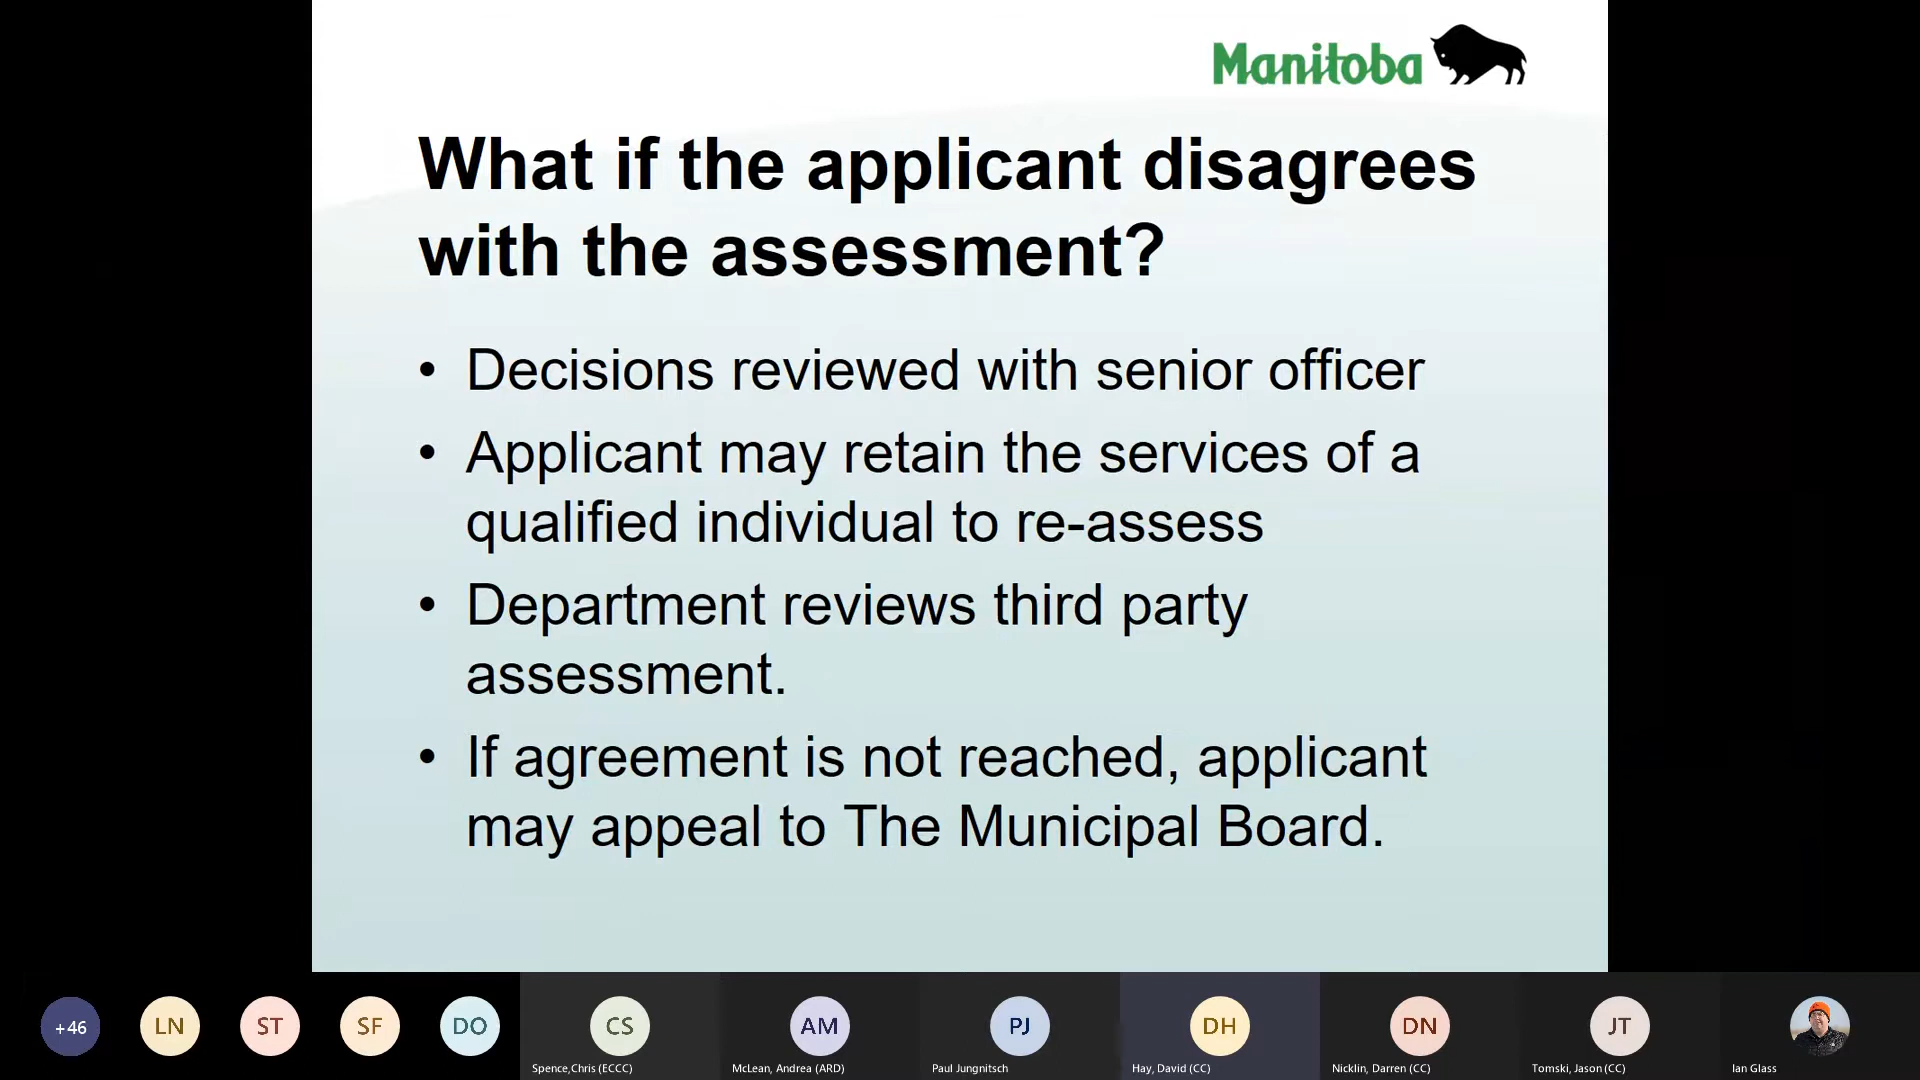 Manitoba
What if the applicant disagrees
with the assessment?
• Decisions reviewed with senior officer
• Applicant may retain the services of a
qualified individual to re-assess
• Department reviews third party
assessment.
• If agreement is not reached, applicant
may appeal to The Municipal Board.
+46
LN
ST
SF
DO
CS
AM
PJ
DH
DN
JT
Spence,Chris (ECCC)
McLean, Andrea (ARD)
Paul Jungnitsch
Hay, David (CC)
Nicklin, Darren (CC)
Tomski, Jason (CC)
Ian Glass